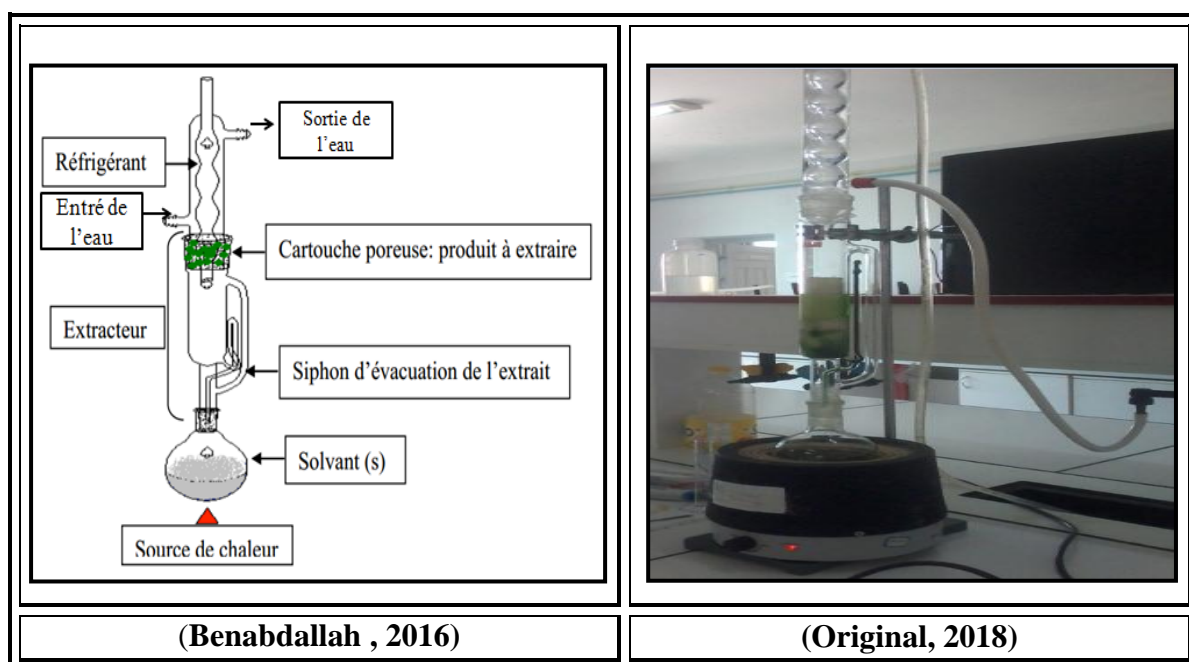 Sortie de
l'eau
Réfrigérant
Entré de
l'eau
Cartouche poreuse: produit à extraire
Extracteur
Siphon d'évacuation de l'extrait
Solvant (s)
Source de chaleur
(Benabdallah , 2016)
(Original, 2018)